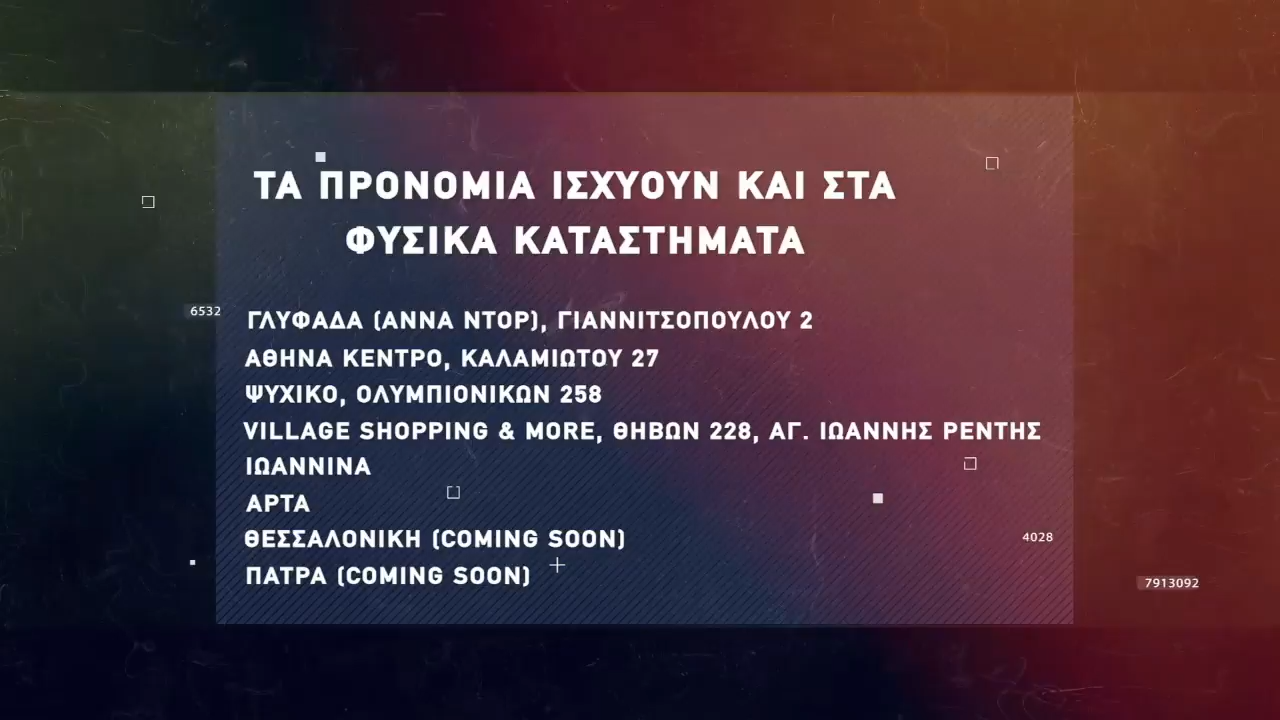 ΤΑ ΠΡΟΝΟΜΙΑ ΙΣΧΥΟΥΝ ΚΑΙ ΣΤΑ
ΦΥΣΙΚΑ ΚΑΤΑΣΤΗΜΑΤΑ
6532
ΓΛΥΦΑΔΑ (ΑΝΝΑ ΝΤΟΡ), ΓΙΑΝΝΙΤΣΟΠΟΥΛΟΥ 2
ΑΘΗΝΑ ΚΕΝΤΡΟ, ΚΑΛΑΜΙΩΤΟΥ 27
ΨΥΧΙΚΟ, ΟΛΥΜΠΙΟΝΙΚΩΝ 258
VILLAGE SHOPPING & MORE, ΘΗΒΩΝ 228, ΑΓ. ΙΩΑΝΝΗΣ ΡΕΝΤΗΣ
ΙΩΑΝΝΙΝΑ
ΑΡΤΑ
ΘΕΣΣΑΛΟΝΙΚΗ (COMING SOON)
4028
ΠΑΤΡΑ (COMING SOON)
7913092